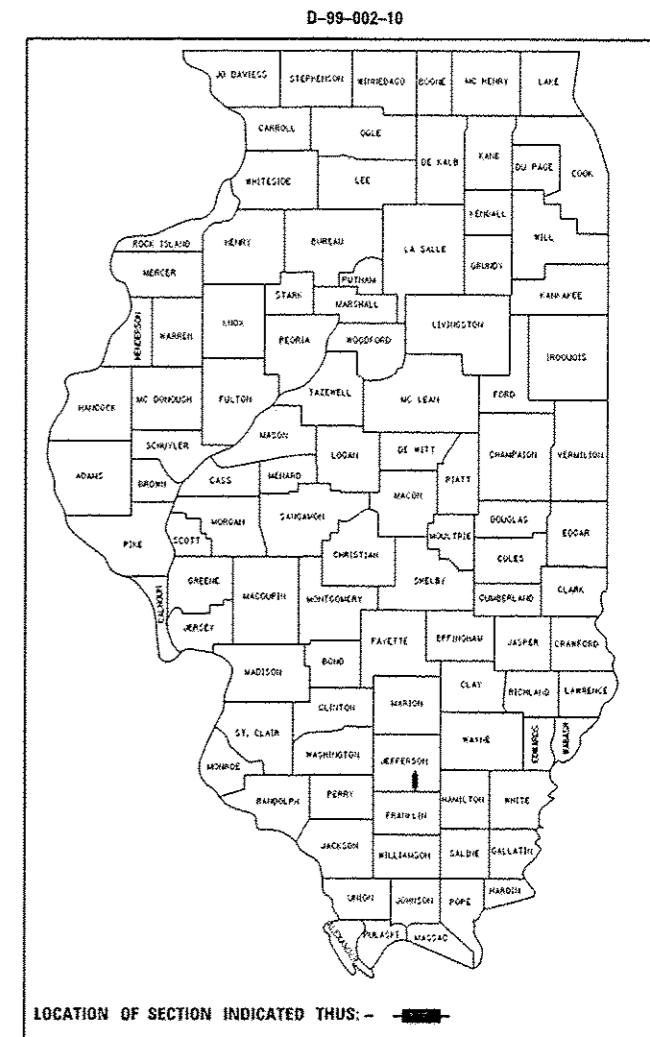 D-99-002-10
JO DAVIESS STEPHENSON WINNEBAGO BOONE MC HENRY LAKE
CARROLL OGLE DE KALB KANE DU PAGE COOK
WHITESIDE LEE KENDALL WILL
ROCK ISLAND HENRY BUREAU LA SALLE GRUNDY
MERCER PUTNAM KANKAKEE
STARK MARSHALL
HENDERSON WARREN KNOX PEORIA WOODFORD LIVINGSTON IROQUOIS
HANCOCK MC DONOUGH FULTON TAZEWELL MC LEAN FORD
SCHUYLER MASON LOGAN DE WITT CHAMPAIGN VERMILION
ADAMS BROWN CASS MENARD PIATT
MORGAN SANGAMON MACON DOUGLAS
PIKE SCOTT CHRISTIAN MOULTRIE COLES EDGAR
GREENE MACOUPIN MONTGOMERY SHELBY CUMBERLAND CLARK
CALHOUN JERSEY
FAYETTE EFFINGHAM JASPER CRAWFORD
MADISON BOND CLAY RICHLAND LAWRENCE
CLINTON MARION
ST. CLAIR WAYNE EDWARDS WABASH
MONROE WASHINGTON JEFFERSON
RANDOLPH PERRY HAMILTON WHITE
FRANKLIN
JACKSON WILLIAMSON SALINE GALLATIN
UNION JOHNSON POPE HARDIN
ALEXANDER PULASKI MASSAC
LOCATION OF SECTION INDICATED THUS: -